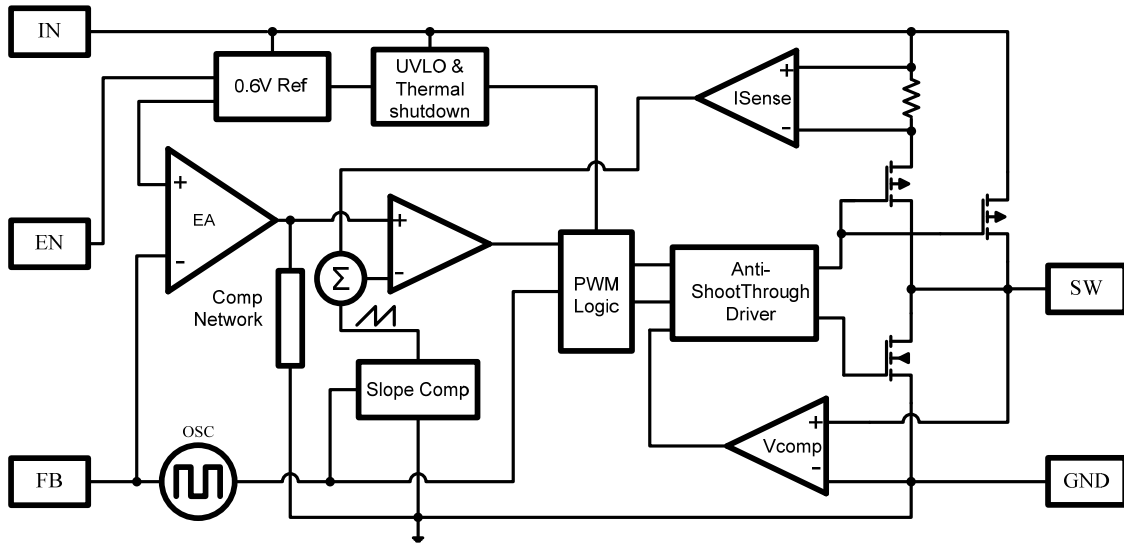 IN
0.6V Ref
UVLO &
Thermal
shutdown
+
ISense
-
+
EA
-
EN
+
-
Σ
Comp
Network
PWM
Logic
Anti-
ShootThrough
Driver
SW
Slope Comp
OSC
+
Vcomp
-
FB
GND